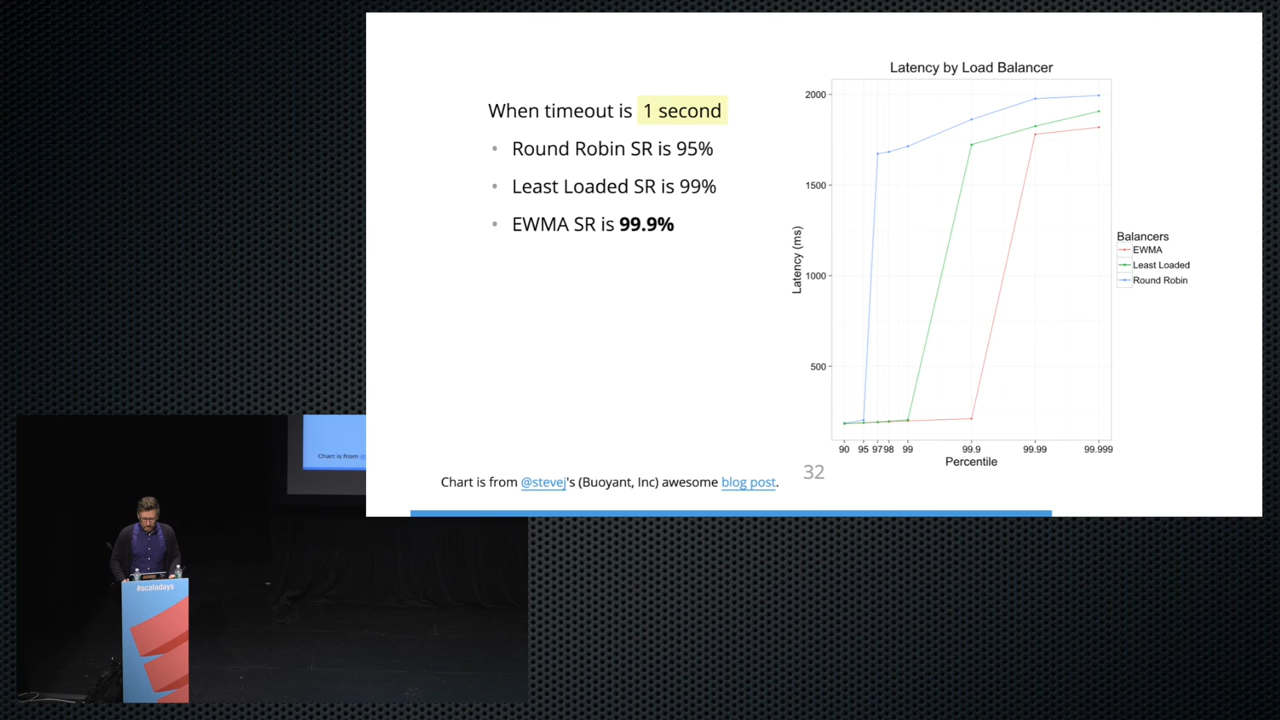 When timeout is 1 second
• Round Robin SR is 95%
• Least Loaded SR is 99%
• EWMA SR is 99.9%
Latency by Load Balancer
2000
1500
1000
500
Latency (ms)
90 95 97 98 99 99.9 99.99 99.999
Percentile
Balancers
EWMA
Least Loaded
Round Robin
Chart is from @stevej's (Buoyant, Inc) awesome blog post.
32
Chart is from
#scaladays